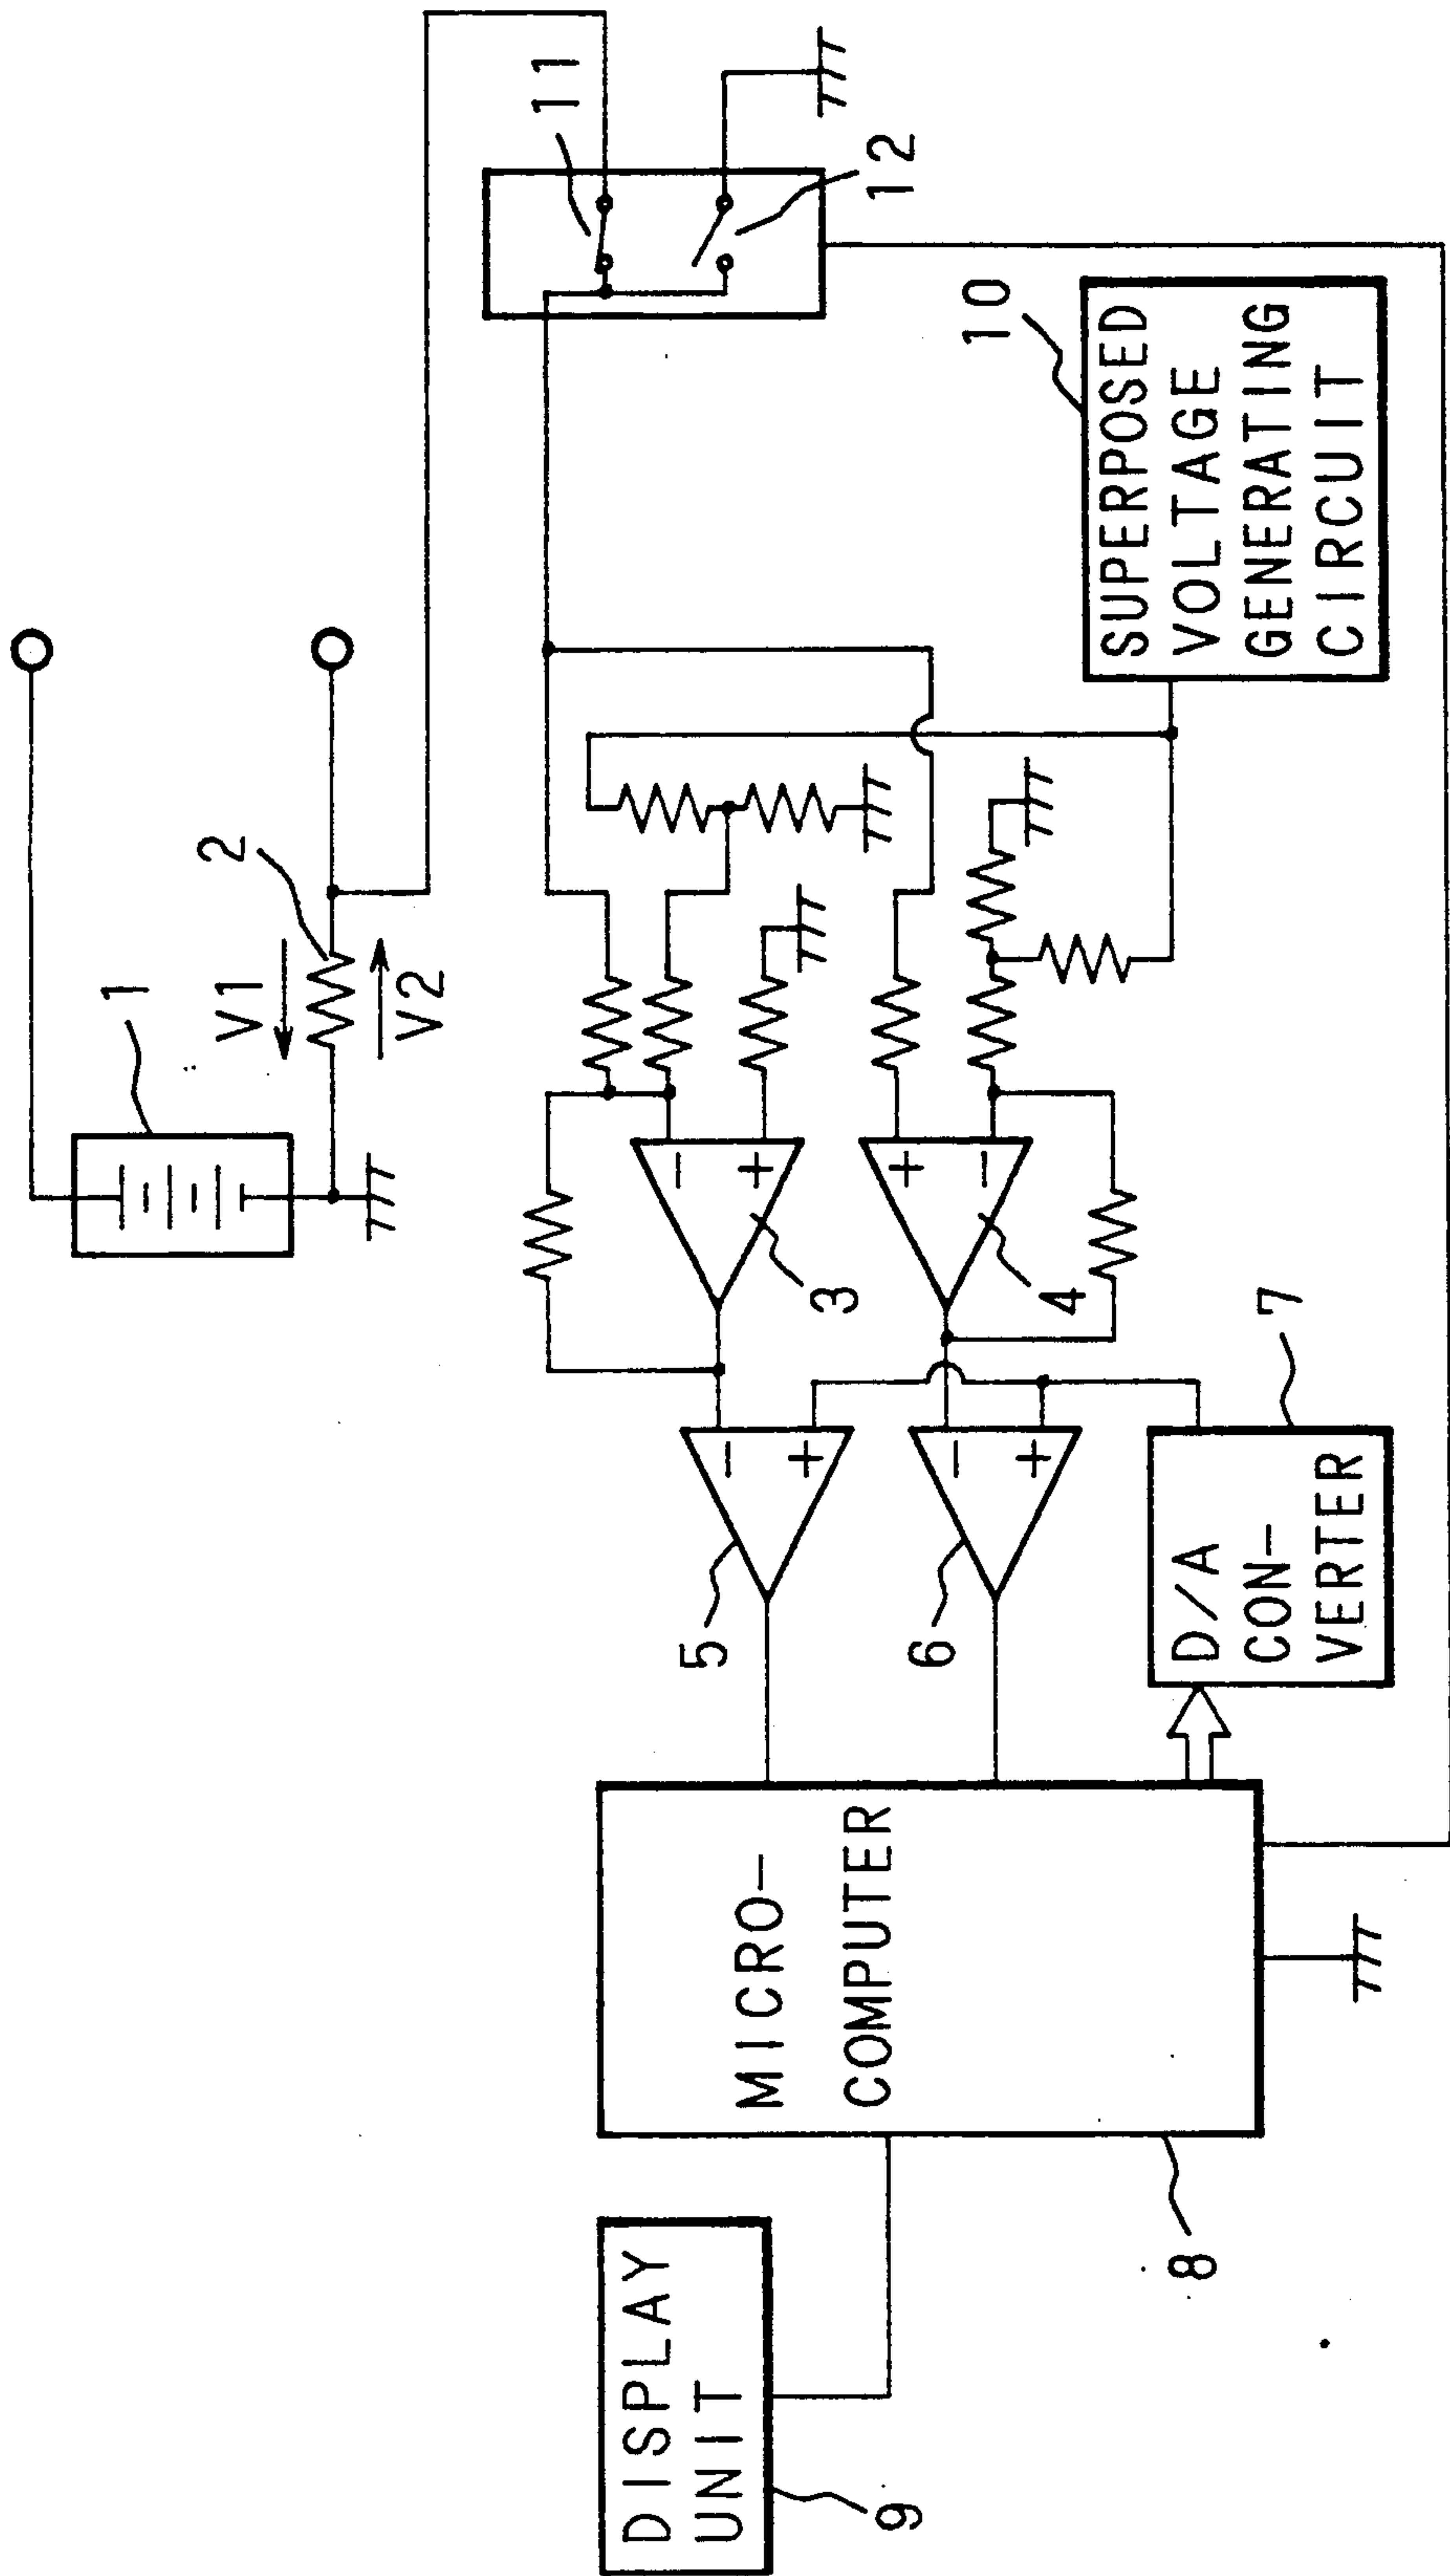 1
2
V1
V2
11
12
10
SUPERPOSED
VOLTAGE
GENERATING
CIRCUIT
−
+
3
+
−
4
−
+
5
−
+
6
7
D/A
CON-
VERTER
MICRO-
COMPUTER
8
DISPLAY
UNIT
9